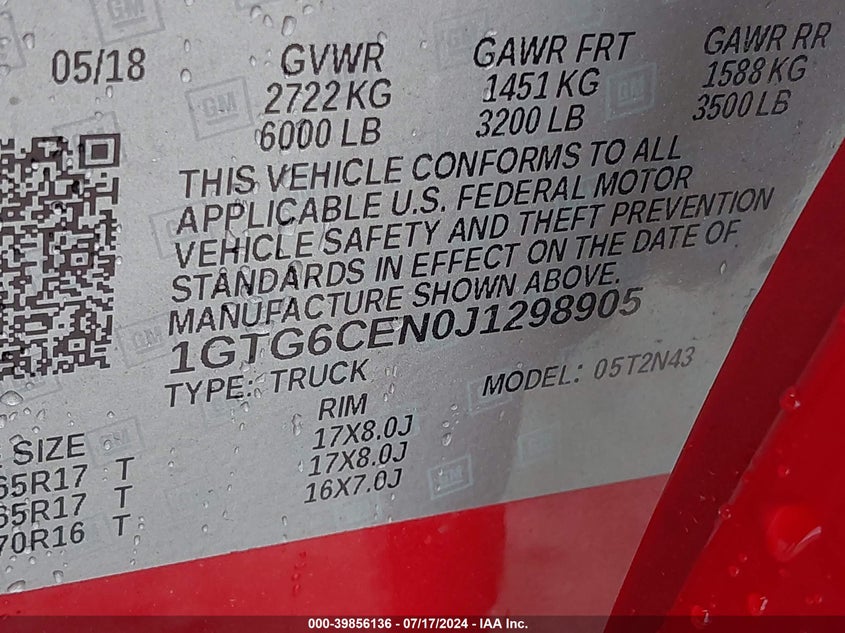 05/18 GVWR GAWR FRT GAWR RR
2722 KG 1451 KG 1588 KG
6000 LB 3200 LB 3500 LB
THIS VEHICLE CONFORMS TO ALL
APPLICABLE U.S. FEDERAL MOTOR
VEHICLE SAFETY AND THEFT PREVENTION
STANDARDS IN EFFECT ON THE DATE OF
MANUFACTURE SHOWN ABOVE.
1GTG6CEN0J1298905
TYPE: TRUCK MODEL: 05T2N43
SIZE RIM
65R17 T 17X8.0J
65R17 T 17X8.0J
70R16 T 16X7.0J
GM
000-39856136 - 07/17/2024 - IAA Inc.